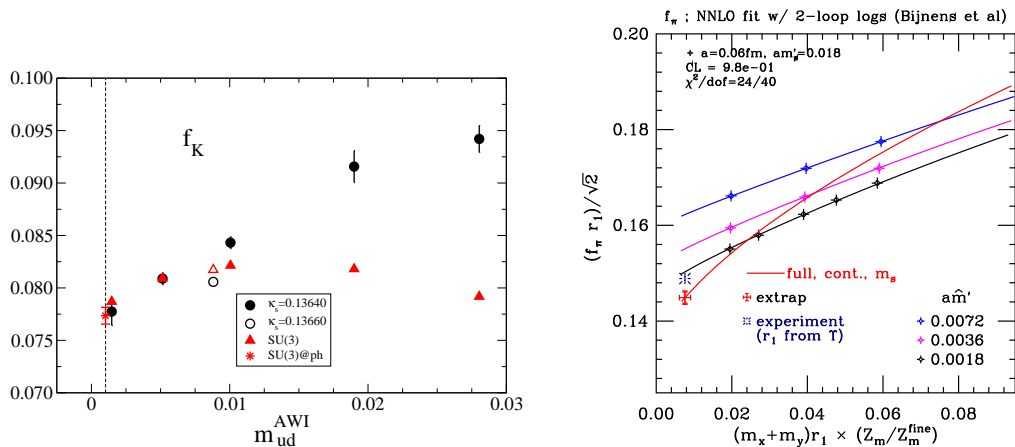 0.100
0.095
0.090
0.085
0.080
0.075
0.070
f_K
κ_s=0.13640
κ_s=0.13660
SU(3)
SU(3)@ph
0
0.01
0.02
0.03
m_ud^AWI
f_π ; NNLO fit w/ 2-loop logs (Bijnens et al)
+ a=0.06fm, am'_s=0.018
CL = 9.8e-01
χ²/dof=24/40
0.20
0.18
0.16
0.14
(f_π r_1)/√2
full, cont., m_s
extrap
experiment
(r_1 from Υ)
am̂'
0.0072
0.0036
0.0018
0.00
0.02
0.04
0.06
0.08
(m_x+m_y)r_1 × (Z_m/Z_m^fine)